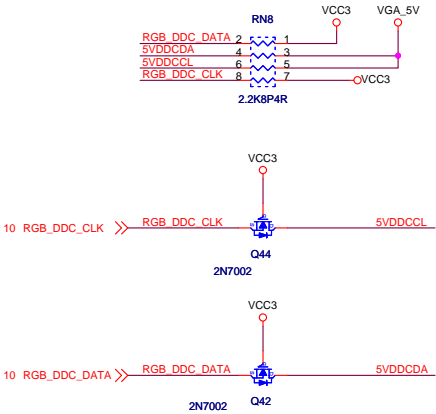 RN8 VCC3 VGA_5V
RGB_DDC_DATA 2 1
5VDDCDA 4 3
5VDDCCL 6 5
RGB_DDC_CLK 8 7 VCC3
2.2K8P4R
VCC3
10 RGB_DDC_CLK RGB_DDC_CLK 5VDDCCL
Q44
2N7002
VCC3
10 RGB_DDC_DATA RGB_DDC_DATA 5VDDCDA
2N7002 Q42